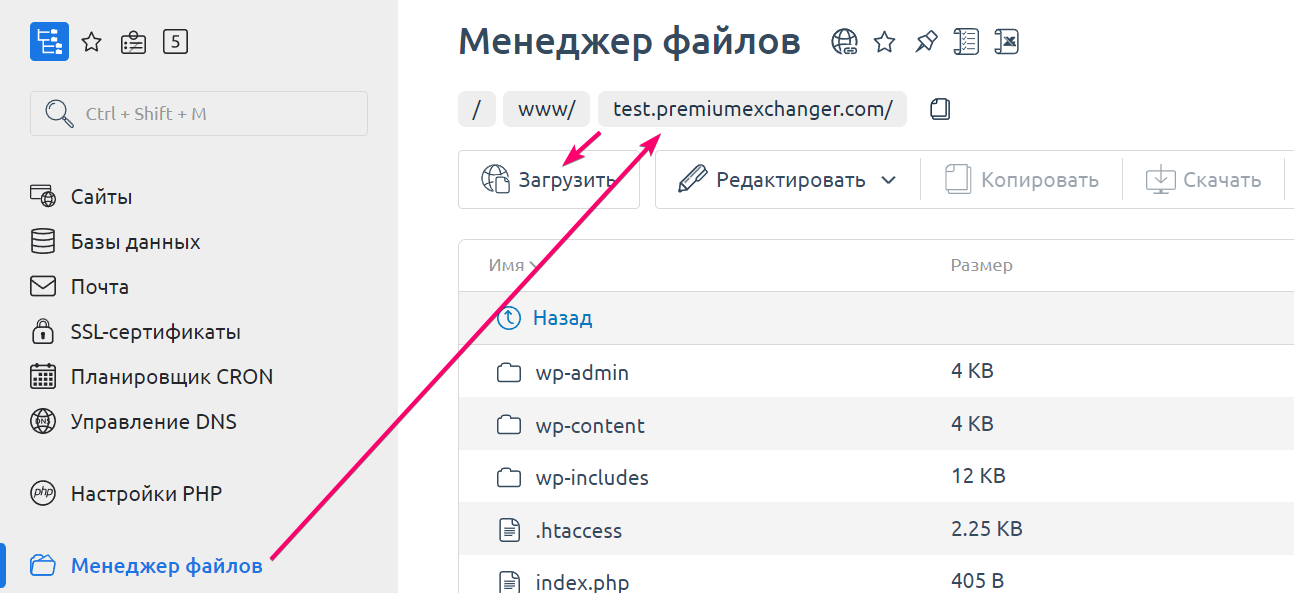 5
Ctrl + Shift + M
Сайты
Базы данных
Почта
SSL-сертификаты
Планировщик CRON
DNS
Управление DNS
php
Настройки PHP
Менеджер файлов
Менеджер файлов
/ www/ test.premiumexchanger.com/
Загрузить Редактировать Копировать Скачать
Имя Размер
Назад
wp-admin 4 KB
wp-content 4 KB
wp-includes 12 KB
.htaccess 2.25 KB
index.php 405 B